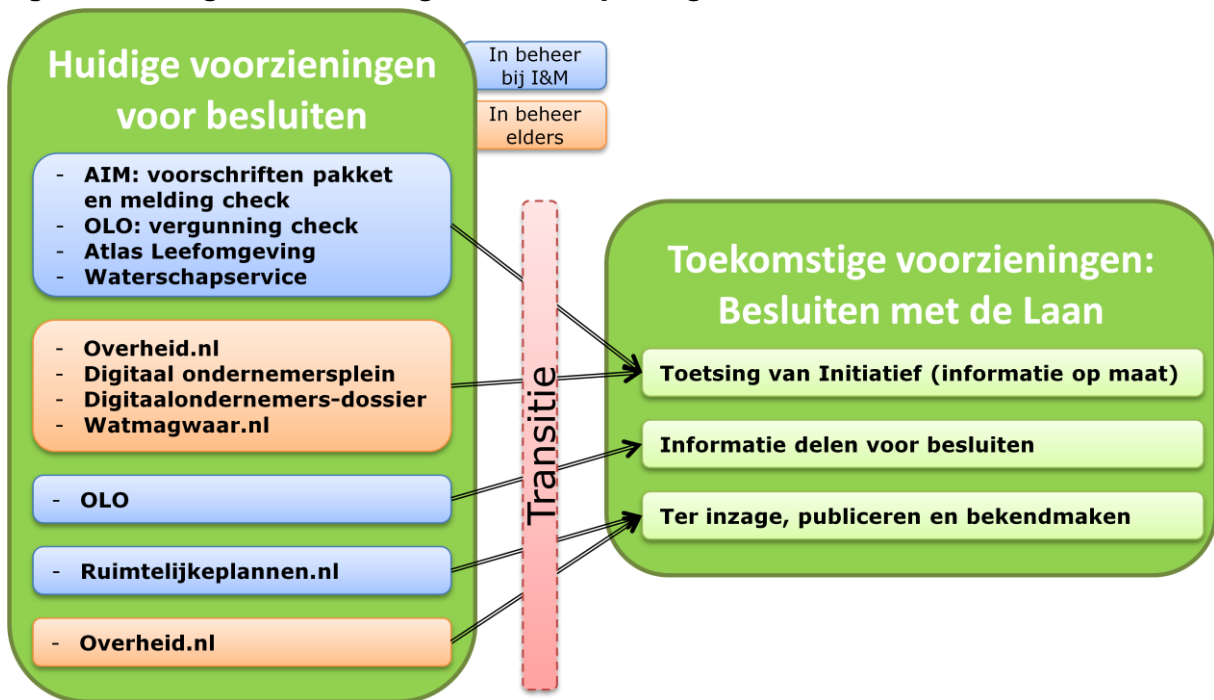 Huidige voorzieningen
voor besluiten
In beheer
bij I&M
In beheer
elders
- AIM: voorschriften pakket
en melding check
- OLO: vergunning check
- Atlas Leefomgeving
- Waterschapservice
- Overheid.nl
- Digitaal ondernemersplein
- Digitaalondernemers-dossier
- Watmagwaar.nl
- OLO
- Ruimtelijkeplannen.nl
- Overheid.nl
Transitie
Toekomstige voorzieningen:
Besluiten met de Laan
Toetsing van Initiatief (informatie op maat)
Informatie delen voor besluiten
Ter inzage, publiceren en bekendmaken